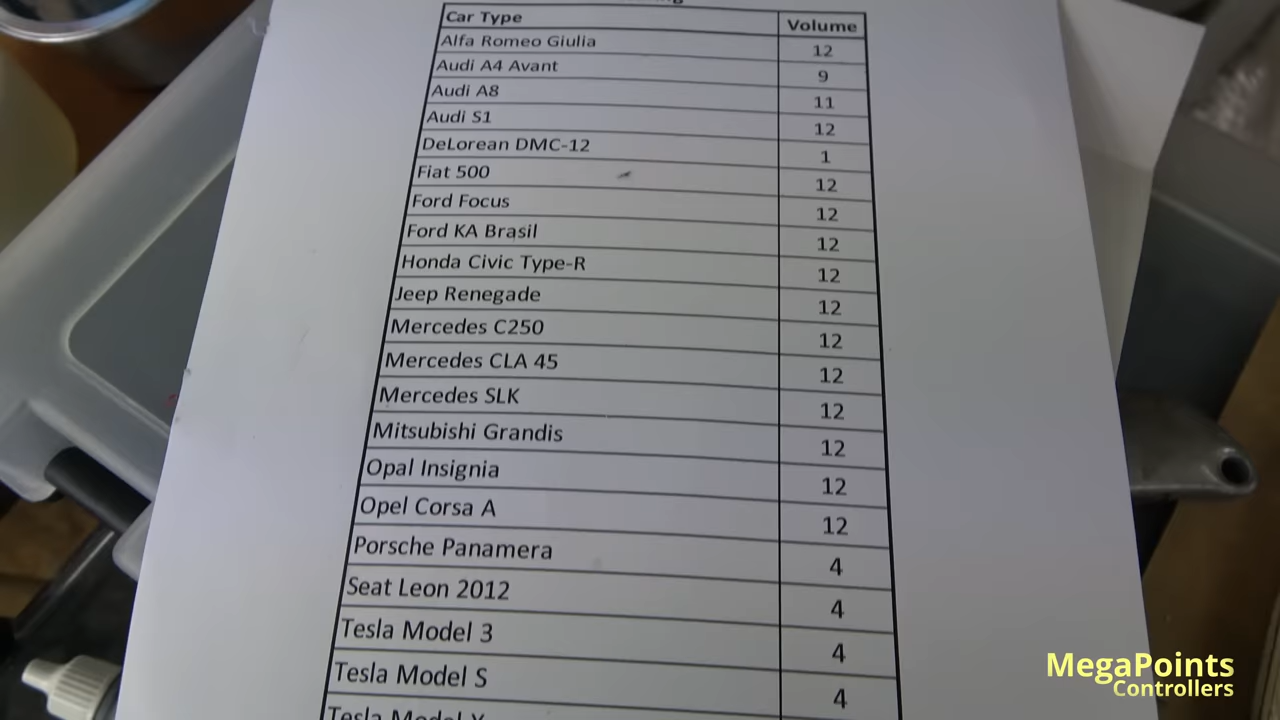 Car Type Volume
Alfa Romeo Giulia 12
Audi A4 Avant 9
Audi A8 11
Audi S1 12
DeLorean DMC-12 1
Fiat 500 12
Ford Focus 12
Ford KA Brasil 12
Honda Civic Type-R 12
Jeep Renegade 12
Mercedes C250 12
Mercedes CLA 45 12
Mercedes SLK 12
Mitsubishi Grandis 12
Opal Insignia 12
Opel Corsa A 12
Porsche Panamera 4
Seat Leon 2012 4
Tesla Model 3 4
Tesla Model S 4
Tesla Model
MegaPoints
Controllers